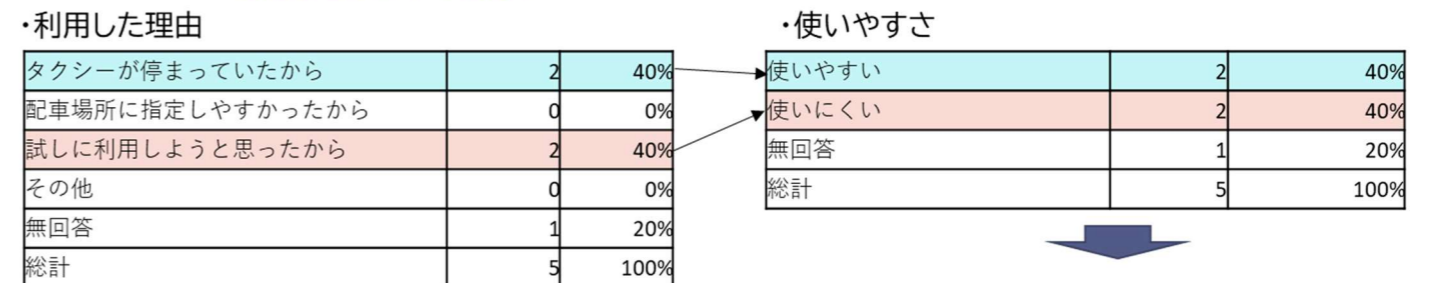 ・利用した理由
タクシーが停まっていたから 2 40%
配車場所に指定しやすかったから 0 0%
試しに利用しようと思ったから 2 40%
その他 0 0%
無回答 1 20%
総計 5 100%
・使いやすさ
使いやすい 2 40%
使いにくい 2 40%
無回答 1 20%
総計 5 100%